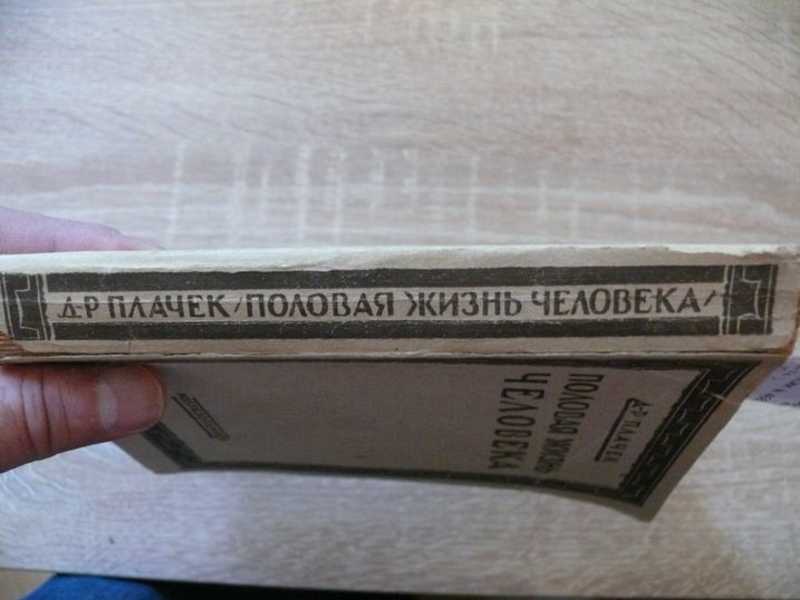 Д-Р ПЛАЧЕК / ПОЛОВАЯ ЖИЗНЬ ЧЕЛОВЕКА /
Д-Р ПЛАЧЕК
ПОЛОВАЯ ЖИЗНЬ
ЧЕЛОВЕКА